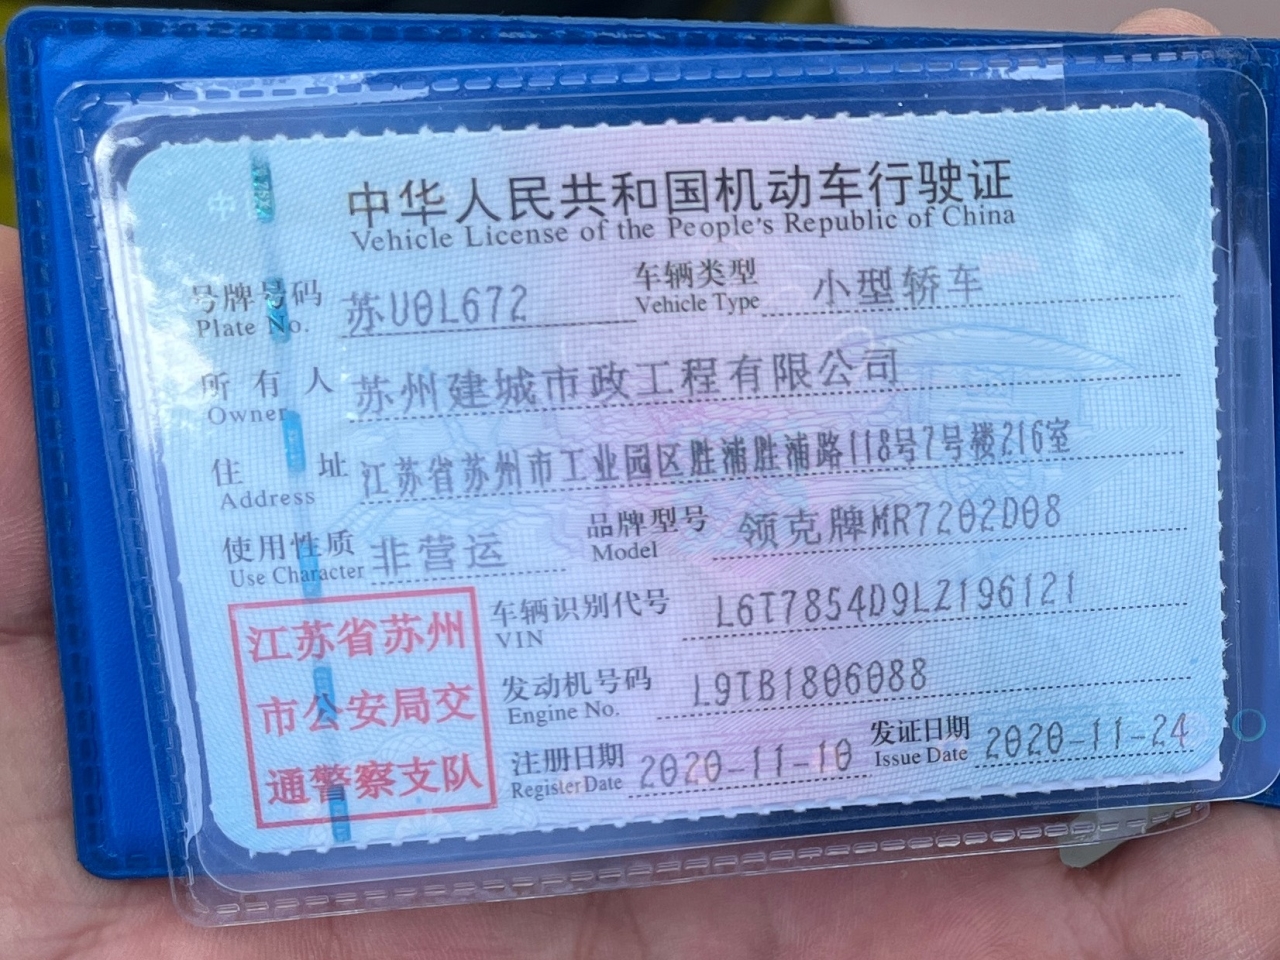 中华人民共和国机动车行驶证
Vehicle License of the People's Republic of China
号牌号码 苏U0L672 车辆类型 小型轿车
Plate No. Vehicle Type
所有人 苏州建城市政工程有限公司
Owner
住址 江苏省苏州市工业园区胜浦胜浦路118号7号楼216室
Address
使用性质 非营运 品牌型号 领克牌MR7202D08
Use Character Model
江苏省苏州
市公安局交
通警察支队
车辆识别代号 L6T7854D9LZ196121
VIN
发动机号码 L9TB1806088
Engine No.
注册日期 2020-11-10 发证日期 2020-11-24
Register Date Issue Date